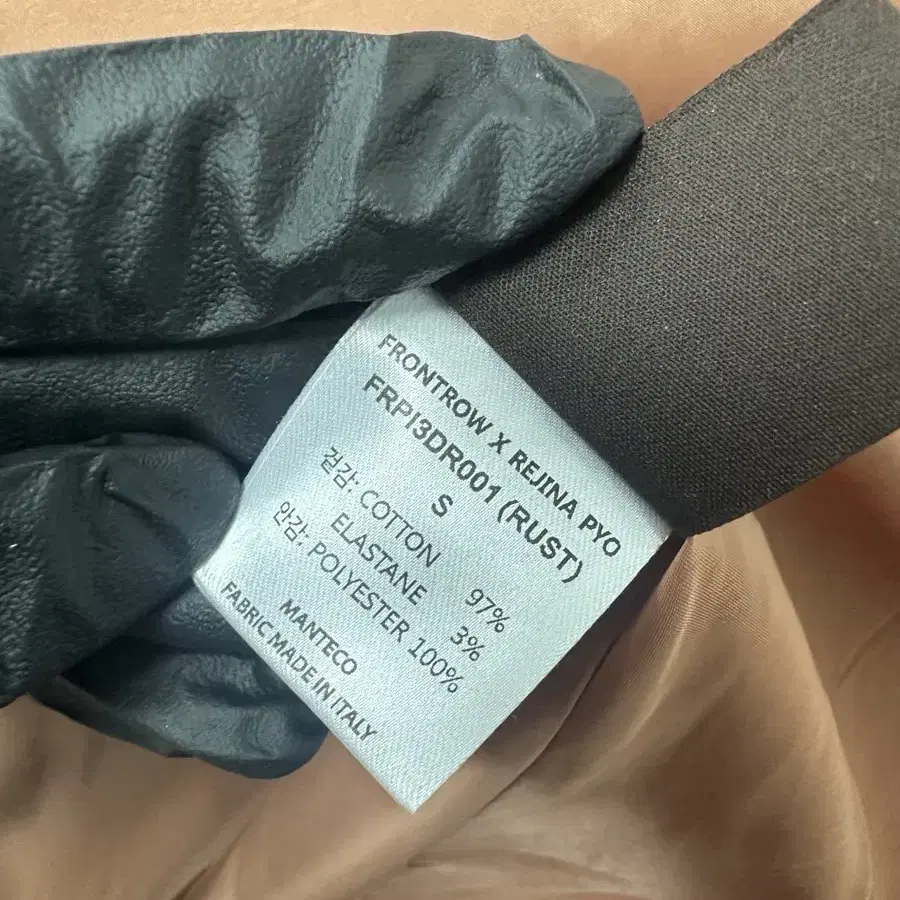 FRONTROW X REJINA PYO
FRPI3DR001 (RUST)
S
겉감: COTTON 97%
ELASTANE 3%
안감: POLYESTER 100%
MANTECO
FABRIC MADE IN ITALY